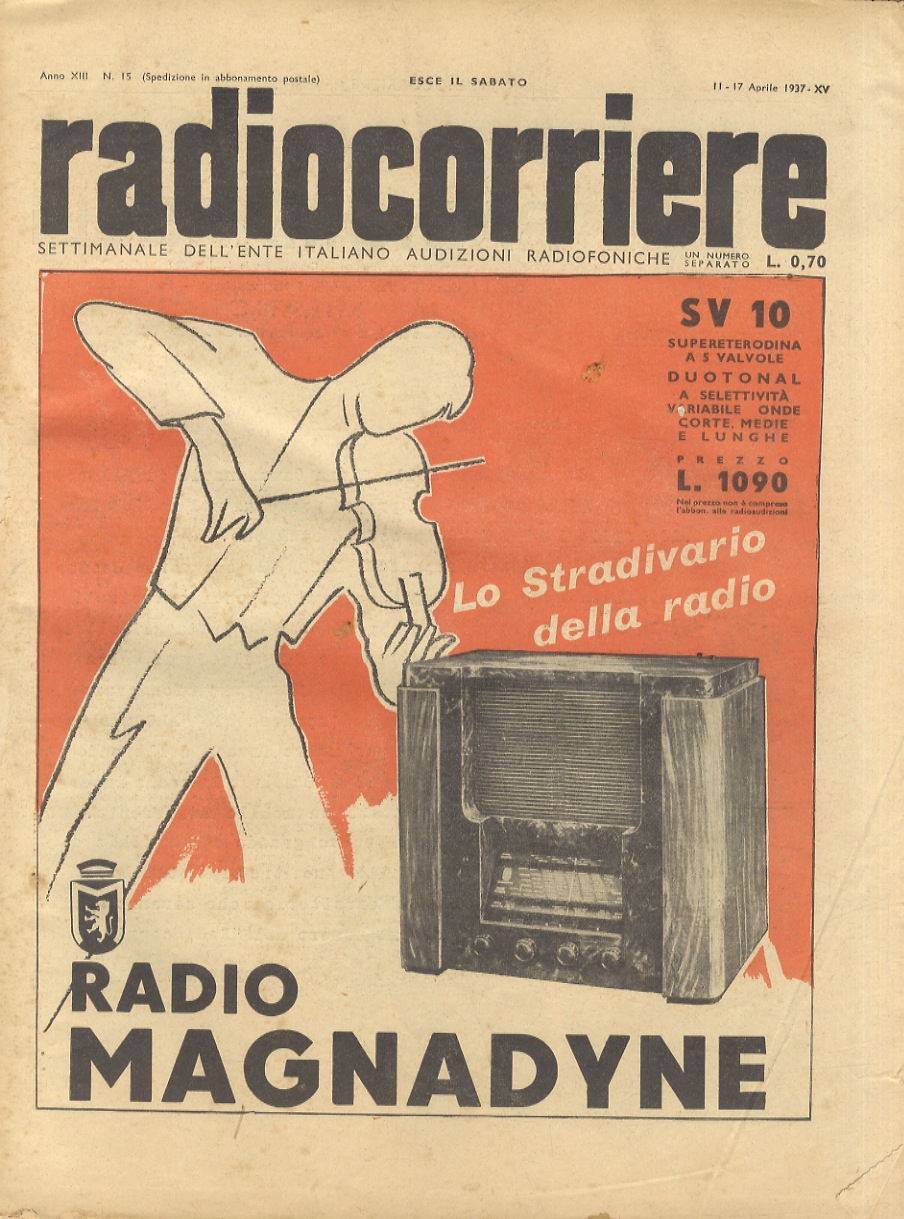 Anno XIII N. 15 (Spedizione in abbonamento postale)
ESCE IL SABATO
11 - 17 Aprile 1937 - XV
radiocorriere
SETTIMANALE DELL'ENTE ITALIANO AUDIZIONI RADIOFONICHE
UN NUMERO
SEPARATO
L. 0,70
SV 10
SUPERETERODINA
A 5 VALVOLE
DUOTONAL
A SELETTIVITÀ
VARIABILE ONDE
CORTE, MEDIE
E LUNGHE
PREZZO
L. 1090
Nel prezzo non è compreso
l'abbon. alle radioaudizioni
Lo Stradivario
della radio
M
RADIO
MAGNADYNE